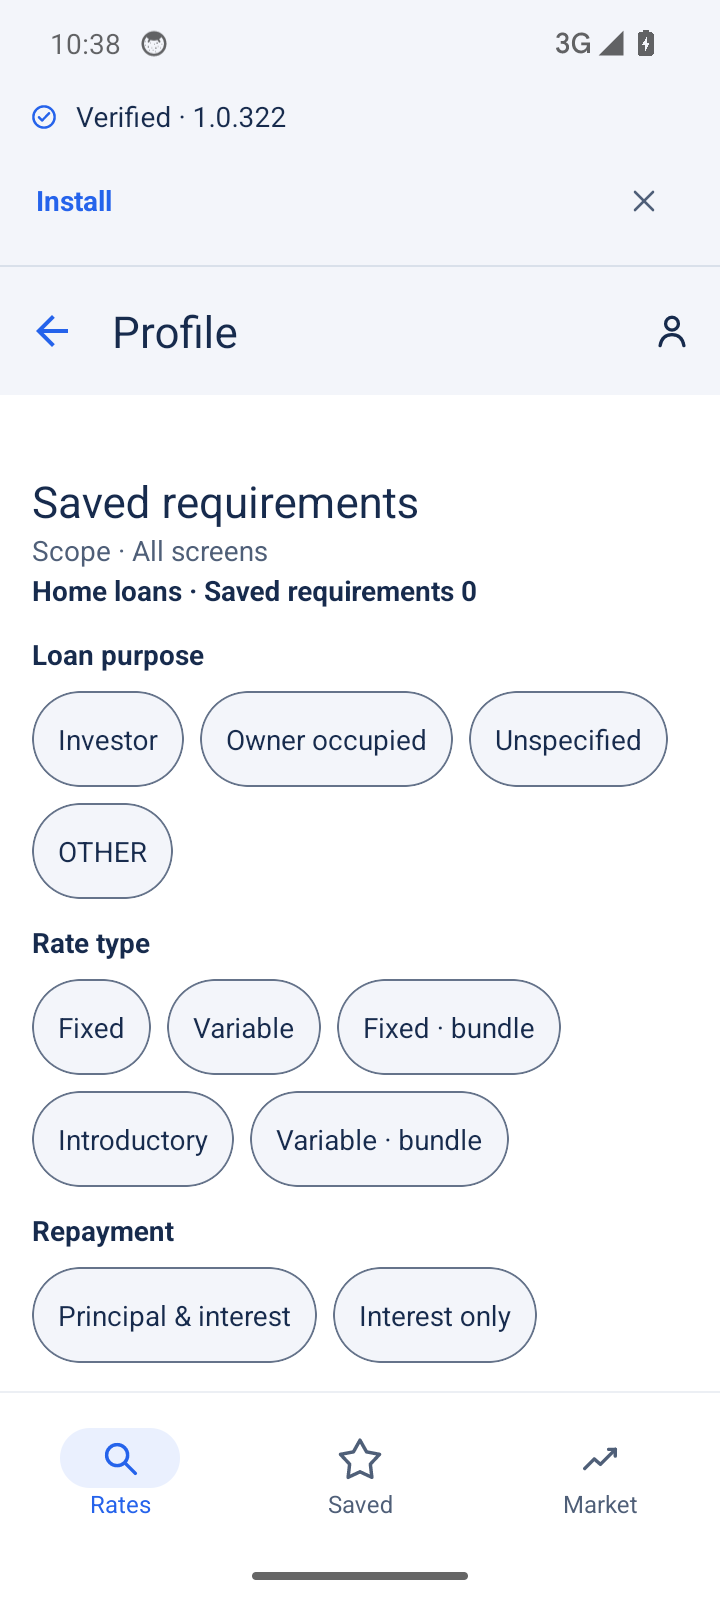 10:38
3G
Verified · 1.0.322
Install
Profile
Saved requirements
Scope · All screens
Home loans · Saved requirements 0
Loan purpose
Investor
Owner occupied
Unspecified
OTHER
Rate type
Fixed
Variable
Fixed · bundle
Introductory
Variable · bundle
Repayment
Principal & interest
Interest only
Rates
Saved
Market